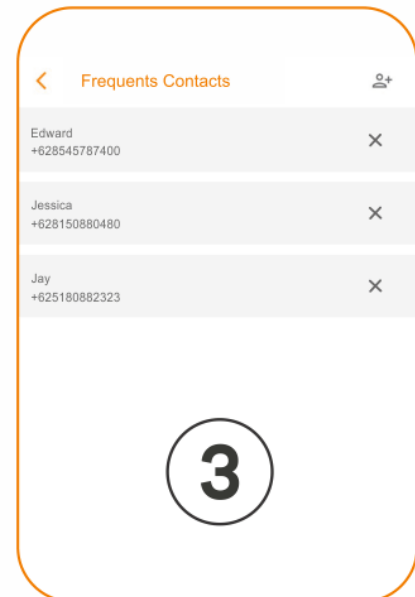 Frequents Contacts
Edward
+628545787400
Jessica
+628150880480
Jay
+625180882323
3